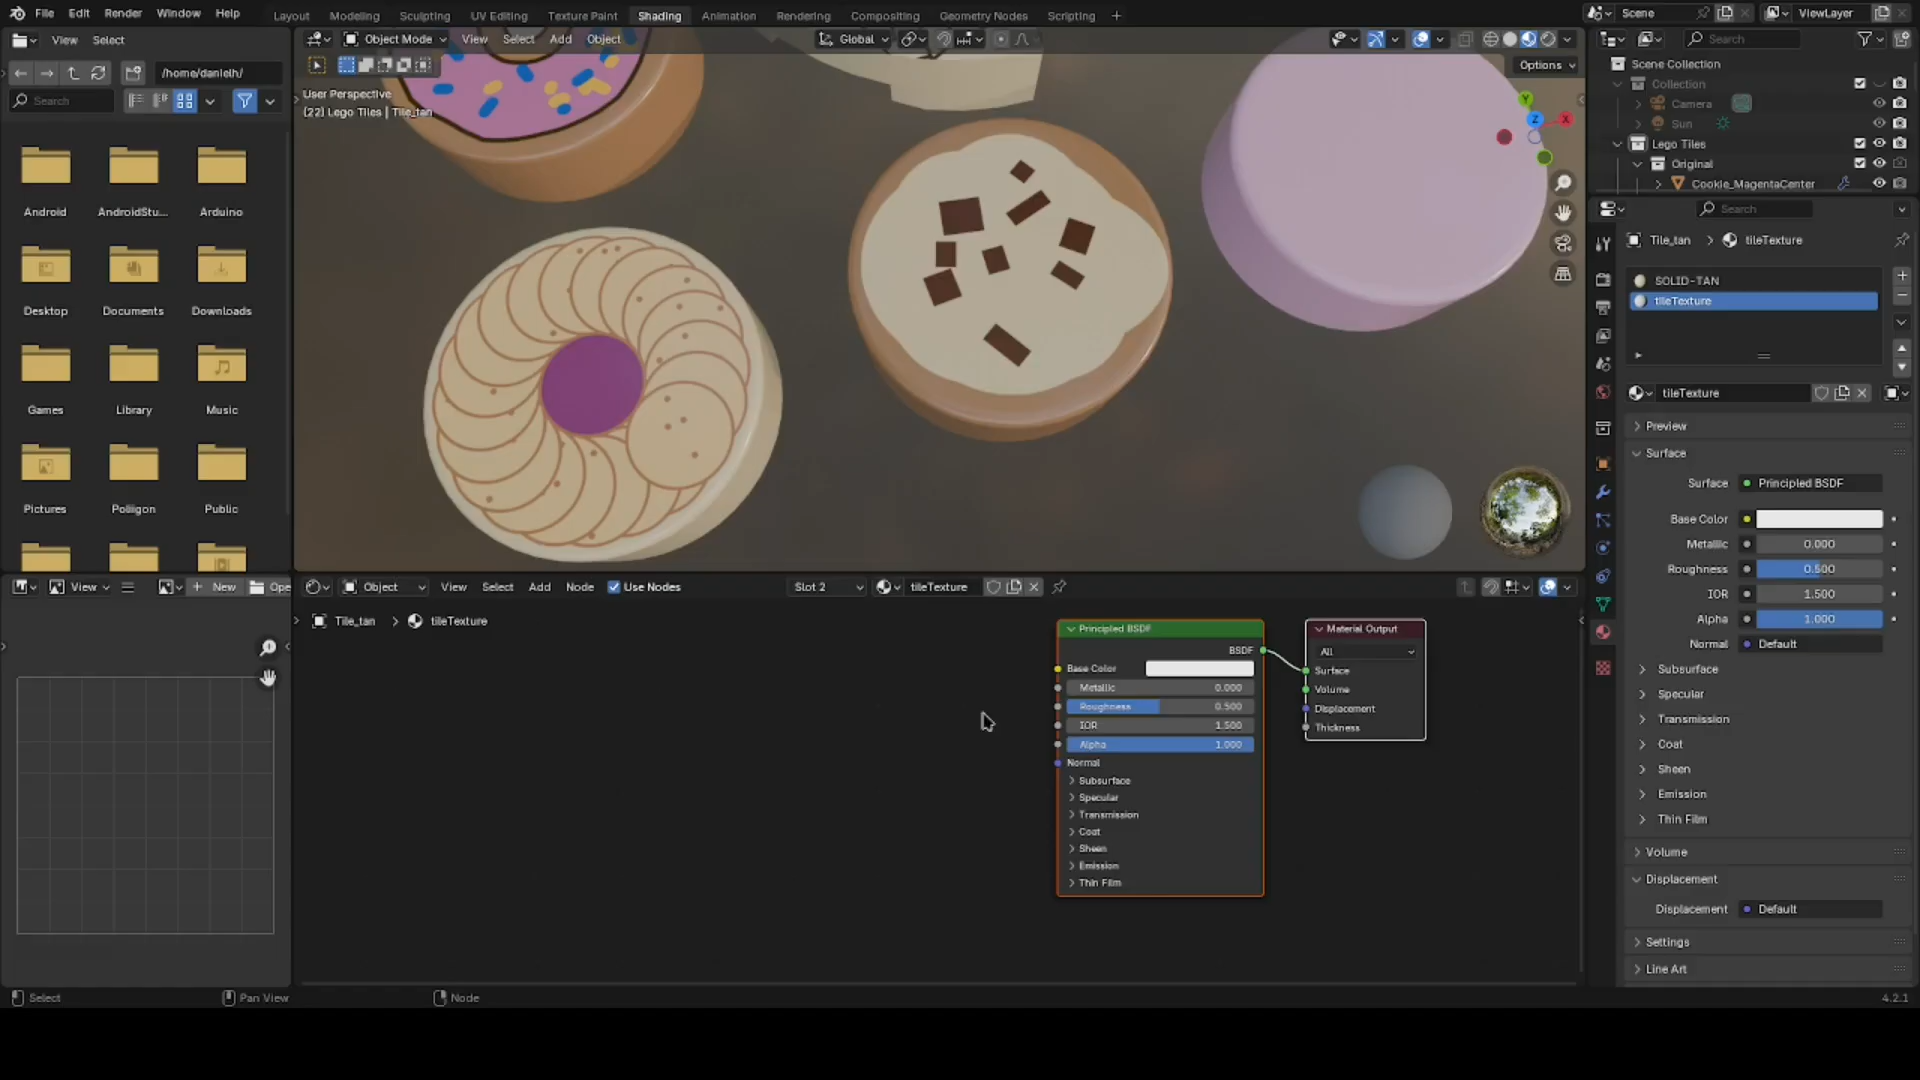 File Edit Render Window Help Layout Modeling Sculpting UV Editing Texture Paint Shading Animation Rendering Compositing Geometry Nodes Scripting + Scene ViewLayer
View Select
Object Mode View Select Add Object Global
Search
/home/danielh/
Options
Search
User Perspective
(22) Lego Tiles | Tile_tan
Android AndroidStu... Arduino
Desktop Documents Downloads
Games Library Music
Pictures Poliigon Public
Y
Z
X
Scene Collection
Collection
Camera
Sun
Lego Tiles
Original
Cookie_MagentaCenter
Search
Tile_tan > tileTexture
SOLID-TAN
tileTexture
tileTexture
Preview
Surface
Surface Principled BSDF
Base Color
Metallic 0.000
Roughness 0.500
IOR 1.500
Alpha 1.000
Normal Default
Subsurface
Specular
Transmission
Coat
Sheen
Emission
Thin Film
Volume
Displacement
Displacement Default
Settings
Line Art
View + New Ope
Object View Select Add Node Use Nodes Slot 2 tileTexture
Tile_tan > tileTexture
Principled BSDF
BSDF
Base Color
Metallic 0.000
Roughness 0.500
IOR 1.500
Alpha 1.000
Normal
Subsurface
Specular
Transmission
Coat
Sheen
Emission
Thin Film
Material Output
All
Surface
Volume
Displacement
Thickness
Select Pan View Node 4.2.1